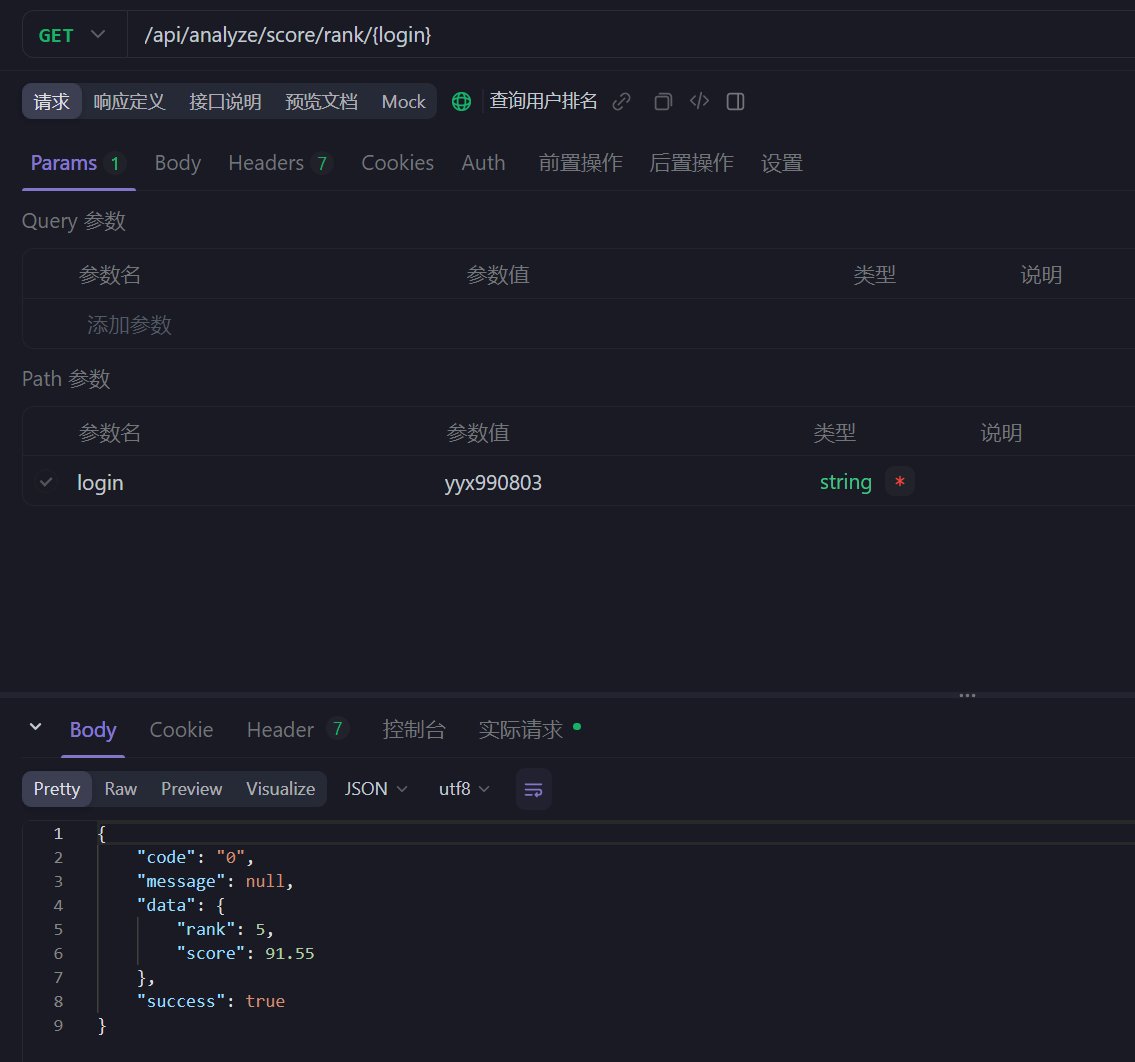 GET /api/analyze/score/rank/{login}
请求 响应定义 接口说明 预览文档 Mock 查询用户排名
Params 1 Body Headers 7 Cookies Auth 前置操作 后置操作 设置
Query 参数
参数名 参数值 类型 说明
添加参数
Path 参数
参数名 参数值 类型 说明
login yyx990803 string *
Body Cookie Header 7 控制台 实际请求
Pretty Raw Preview Visualize JSON utf8
1 {
2 "code": "0",
3 "message": null,
4 "data": {
5 "rank": 5,
6 "score": 91.55
7 },
8 "success": true
9 }